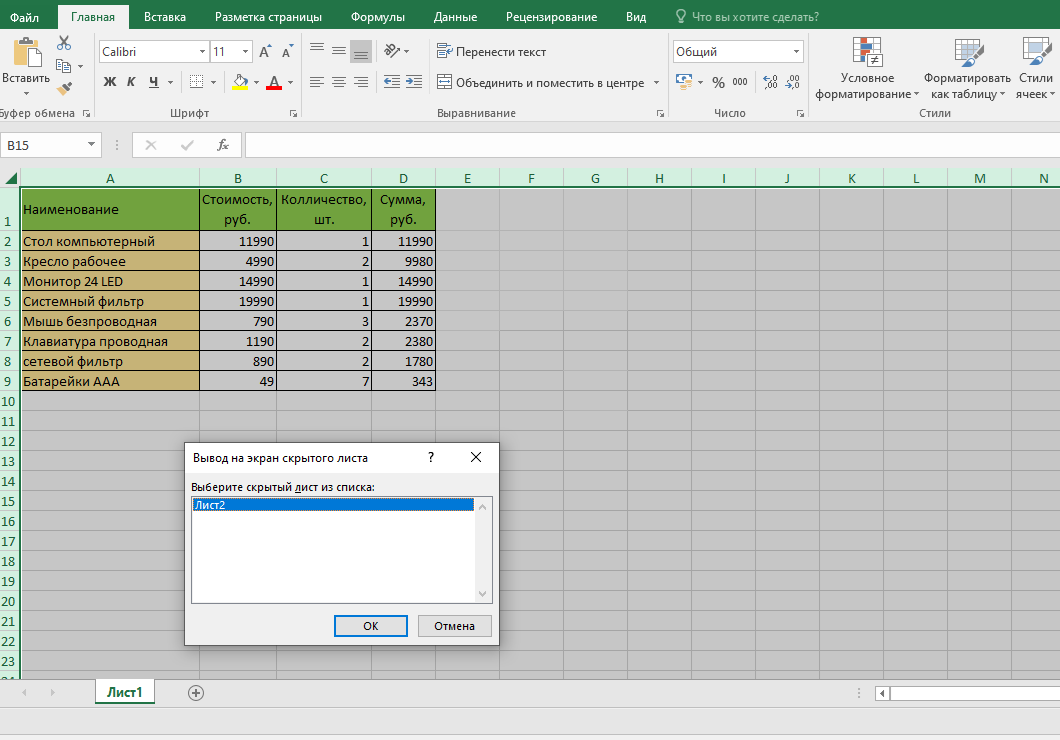 Файл Главная Вставка Разметка страницы Формулы Данные Рецензирование Вид Что вы хотите сделать?
Calibri 11 Перенести текст Общий
Вставить Ж К Ч А Объединить и поместить в центре % 000 ,00 Условное форматирование Форматировать как таблицу Стили ячеек
Буфер обмена Шрифт Выравнивание Число Стили
B15 fx
A B C D E F G H I J K L M N
1 Наименование Стоимость, руб. Колличество, шт. Сумма, руб.
2 Стол компьютерный 11990 1 11990
3 Кресло рабочее 4990 2 9980
4 Монитор 24 LED 14990 1 14990
5 Системный фильтр 19990 1 19990
6 Мышь безпроводная 790 3 2370
7 Клавиатура проводная 1190 2 2380
8 сетевой фильтр 890 2 1780
9 Батарейки ААА 49 7 343
10
11
12
13
14
15
16
17
18
19
20
21
22
23
Вывод на экран скрытого листа ?
Выберите скрытый лист из списка:
Лист2
ОК Отмена
Лист1